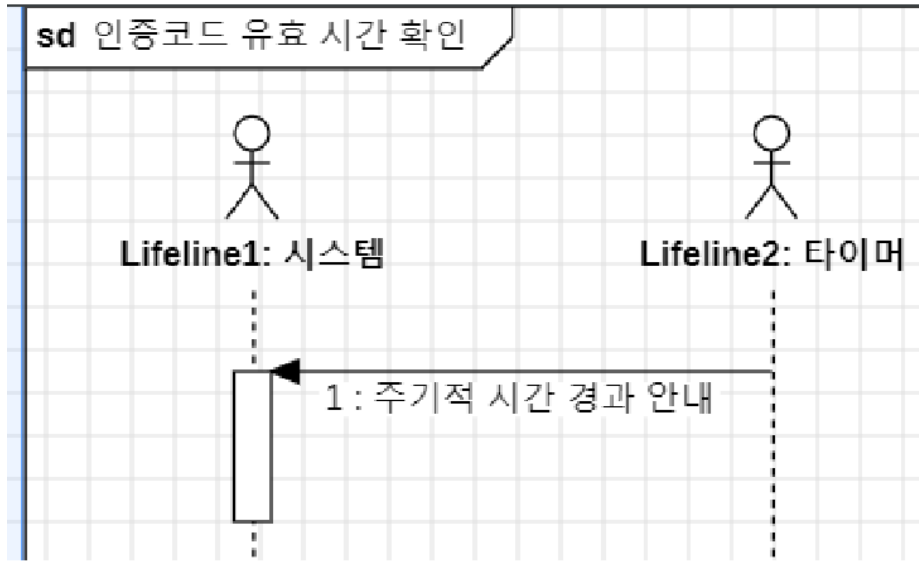 sd 인증코드 유효 시간 확인
Lifeline1: 시스템
Lifeline2: 타이머
1 : 주기적 시간 경과 안내